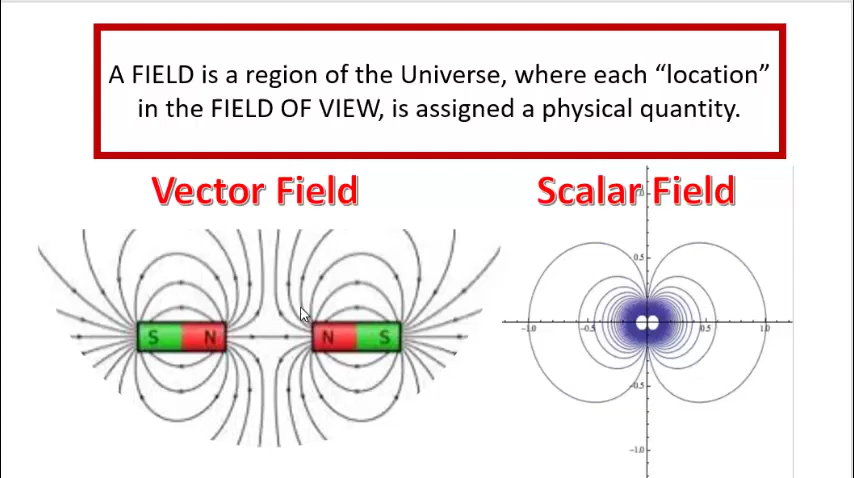 A FIELD is a region of the Universe, where each “location”
in the FIELD OF VIEW, is assigned a physical quantity.
Vector Field
Scalar Field
0.5
S N
N S
-1.0 -0.5 0.5 1.0
-0.5
-1.0